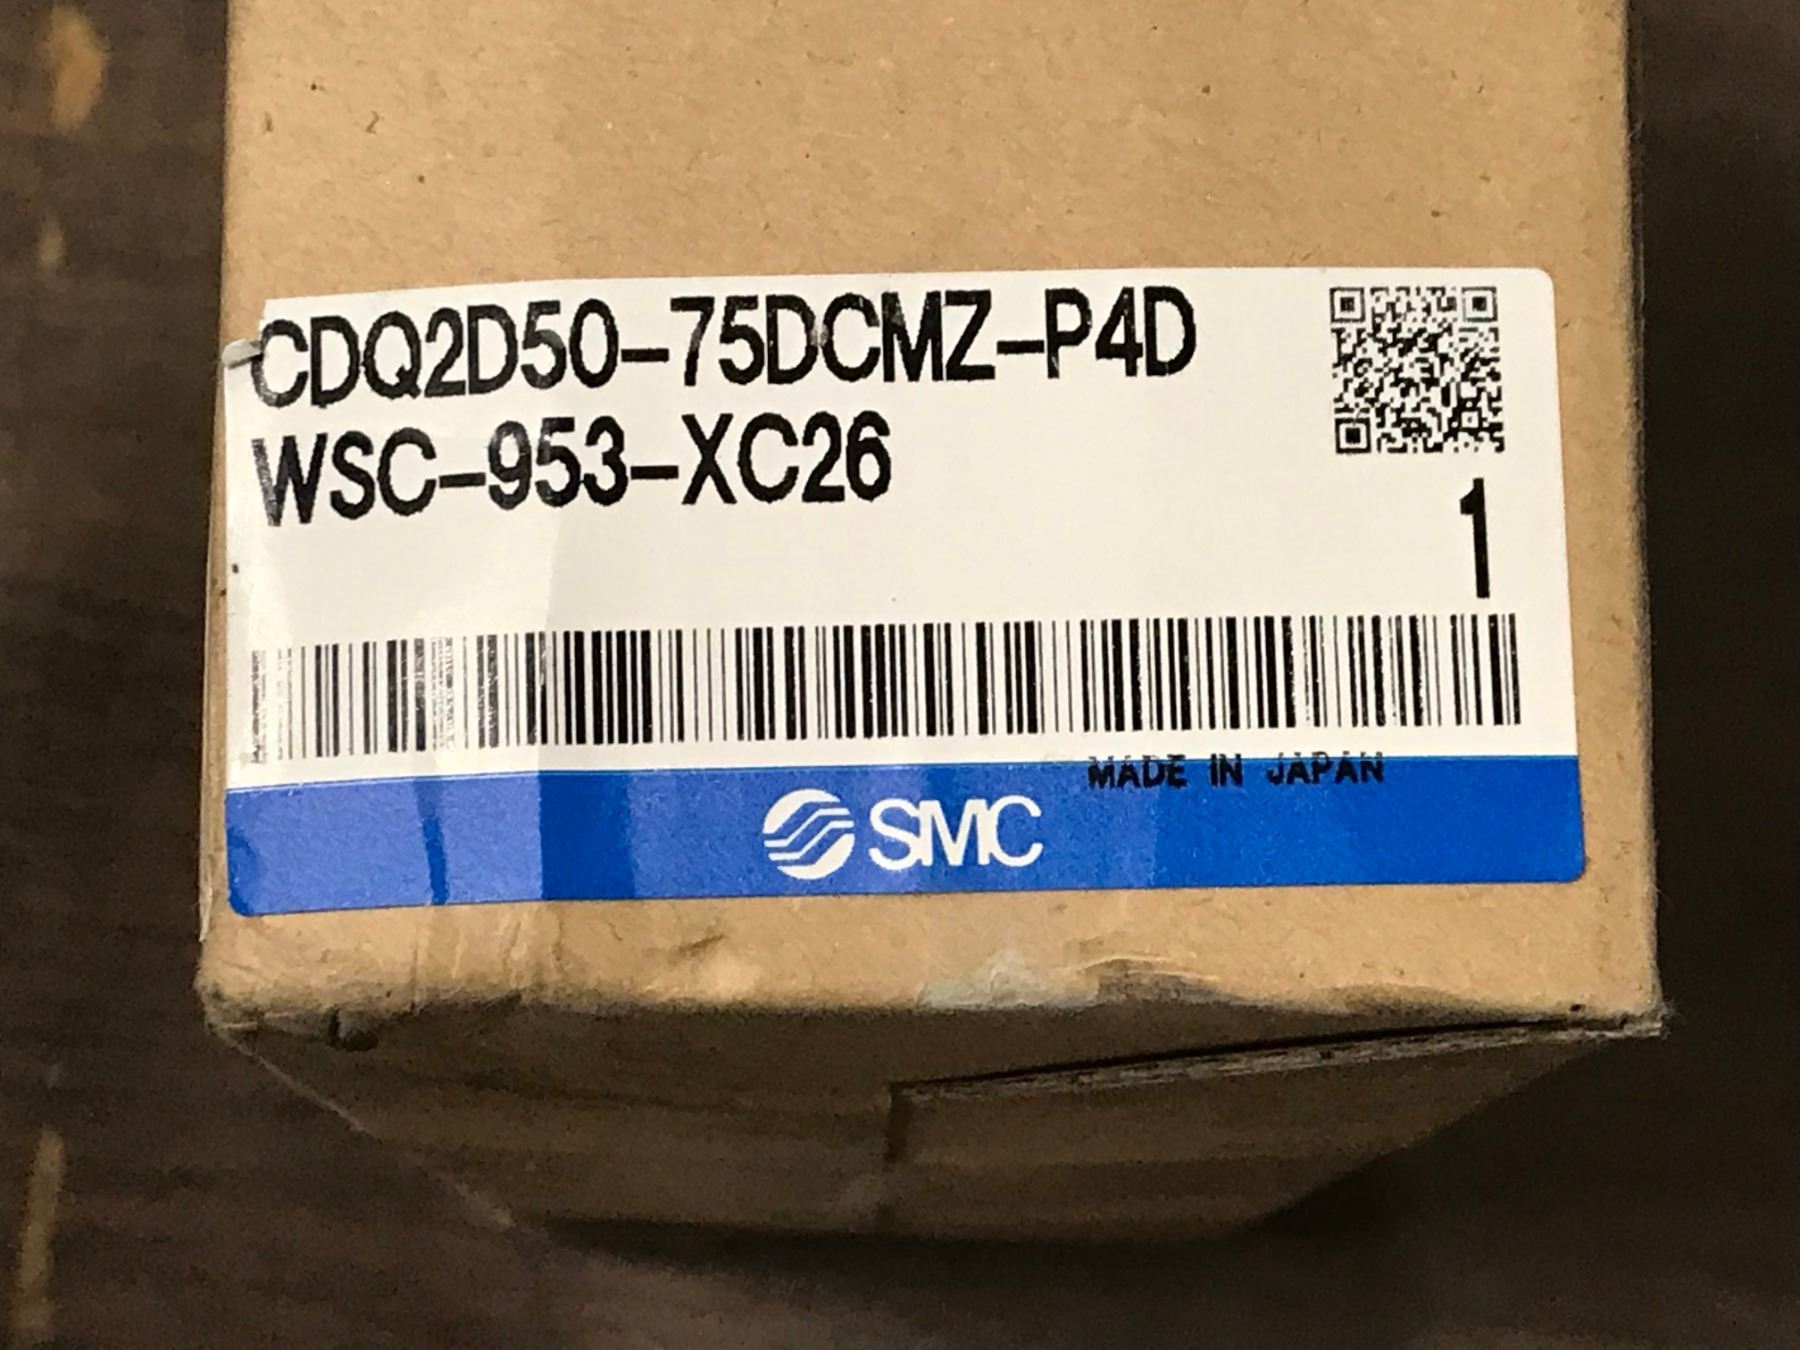 CDQ2D50-75DCMZ-P4D
WSC-953-XC26
1
MADE IN JAPAN
SMC